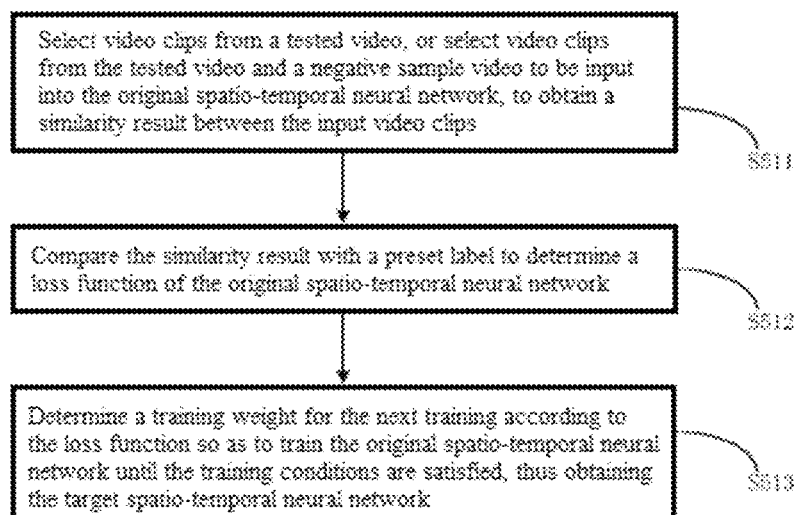 Select video clips from a tested video, or select video clips
from the tested video and a negative sample video to be input
into the original spatio-temporal neural network, to obtain a
similarity result between the input video clips
S811
Compare the similarity result with a preset label to determine a
loss function of the original spatio-temporal neural network
S812
Determine a training weight for the next training according to
the loss function so as to train the original spatio-temporal neural
network until the training conditions are satisfied, thus obtaining
the target spatio-temporal neural network
S813